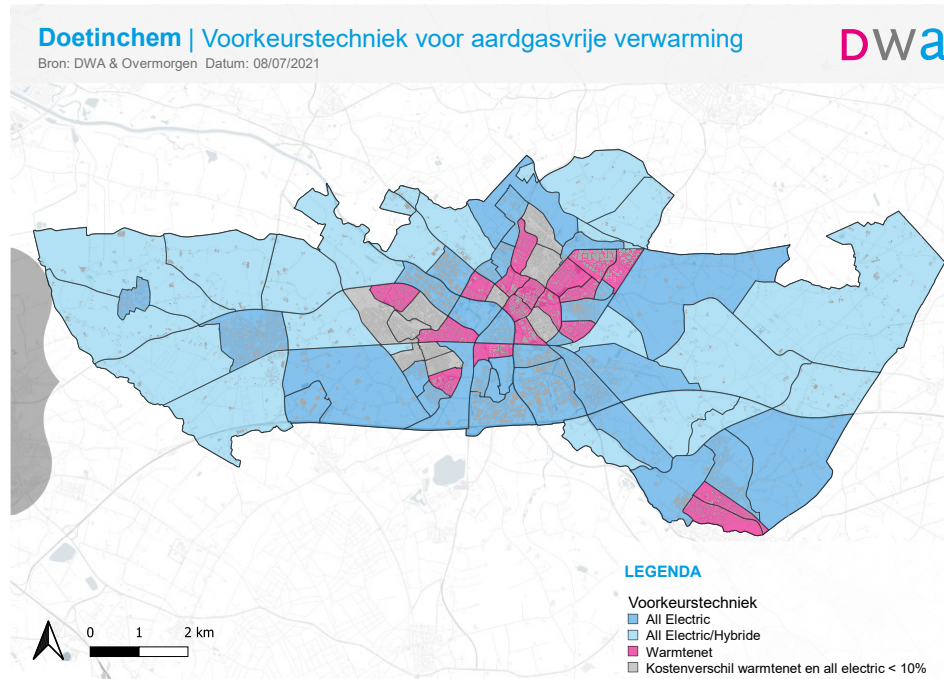 Doetinchem | Voorkeurstechniek voor aardgasvrije verwarming
Bron: DWA & Overmorgen Datum: 08/07/2021
DWa
LEGENDA
Voorkeurstechniek
All Electric
All Electric/Hybride
Warmtenet
Kostenverschil warmtenet en all electric < 10%
0 1 2 km